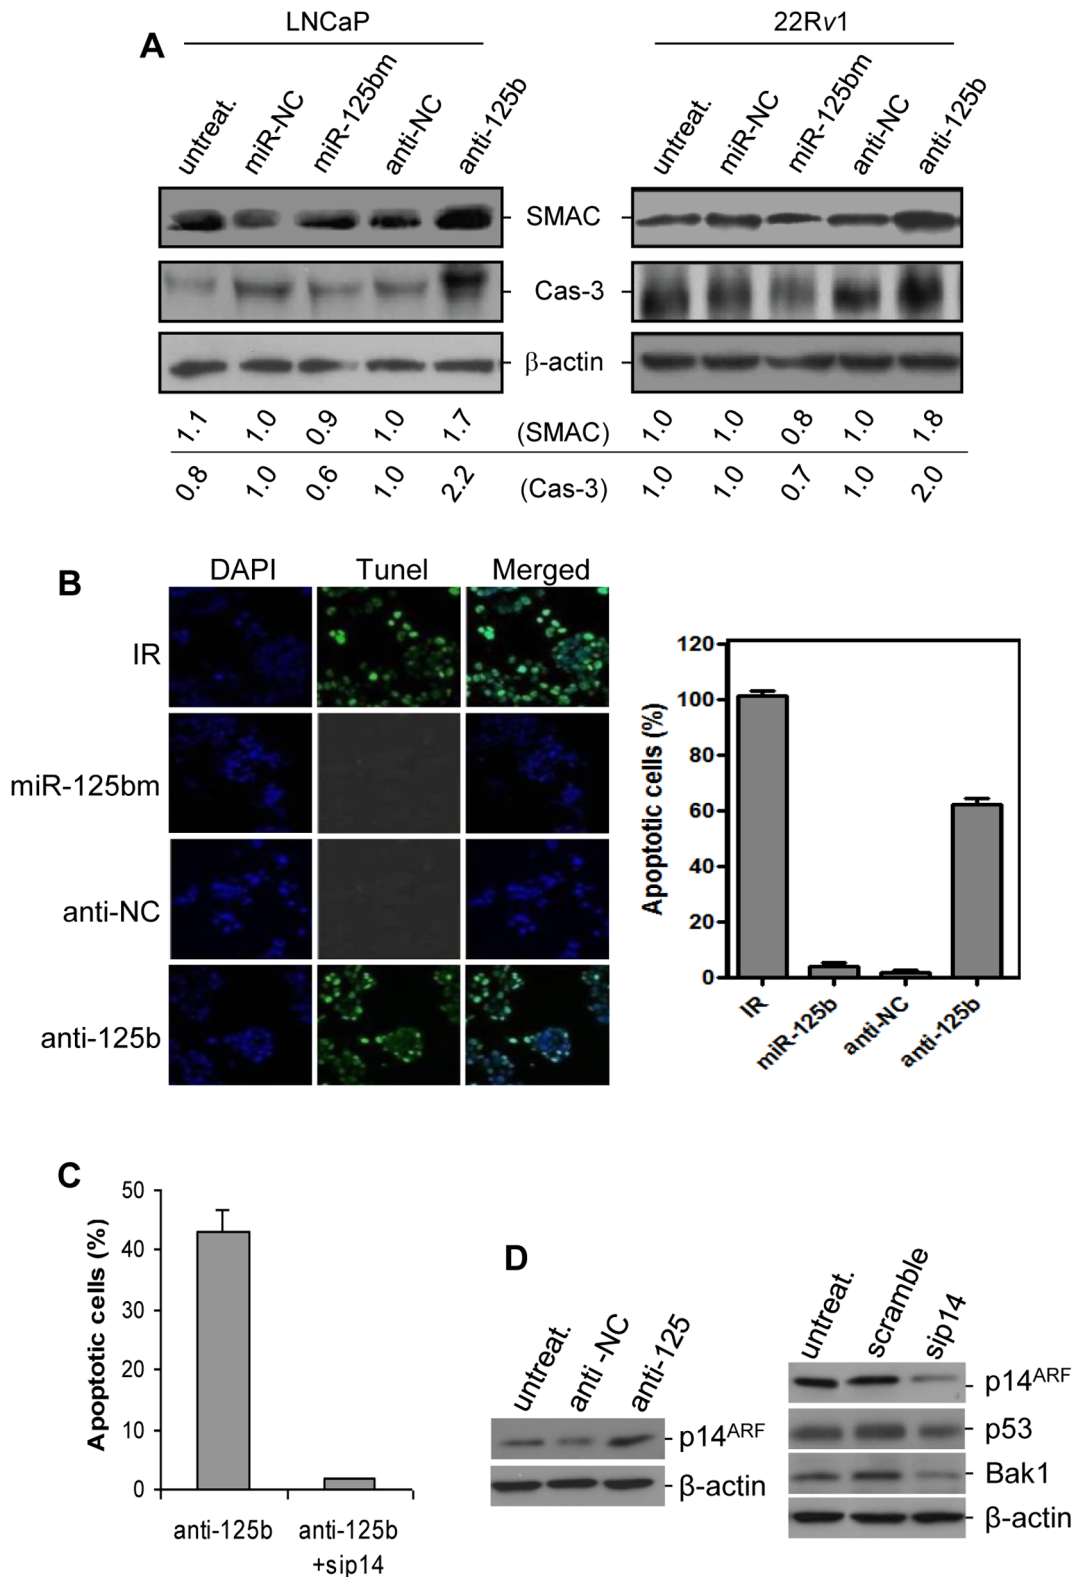 A
LNCaP
22Rv1
untreat.
miR-NC
miR-125bm
anti-NC
anti-125b
untreat.
miR-NC
miR-125bm
anti-NC
anti-125b
SMAC
Cas-3
β-actin
1.1 1.0 0.9 1.0 1.7 (SMAC) 1.0 1.0 0.8 1.0 1.8
0.8 1.0 0.6 1.0 2.2 (Cas-3) 1.0 1.0 0.7 1.0 2.0
B
DAPI Tunel Merged
IR
miR-125bm
anti-NC
anti-125b
Apoptotic cells (%)
120
100
80
60
40
20
0
IR
miR-125b
anti-NC
anti-125b
C
Apoptotic cells (%)
50
40
30
20
10
0
anti-125b
anti-125b
+sip14
D
untreat.
anti -NC
anti-125
p14ARF
β-actin
untreat.
scramble
sip14
p14ARF
p53
Bak1
β-actin